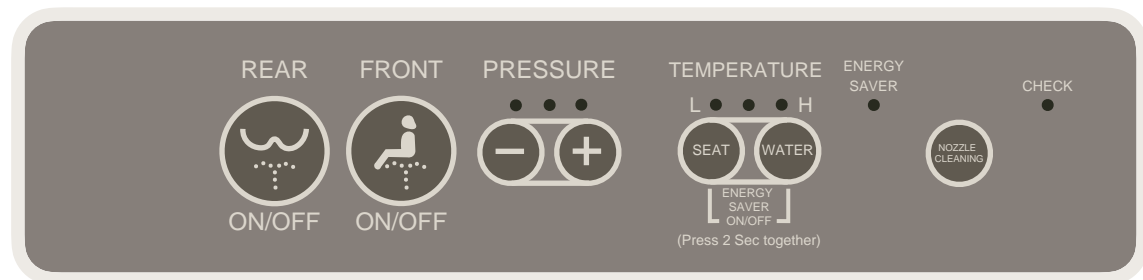 REAR
FRONT
PRESSURE
TEMPERATURE
ENERGY
SAVER
CHECK
L
H
SEAT
WATER
NOZZLE
CLEANING
ON/OFF
ON/OFF
ENERGY
SAVER
ON/OFF
(Press 2 Sec together)